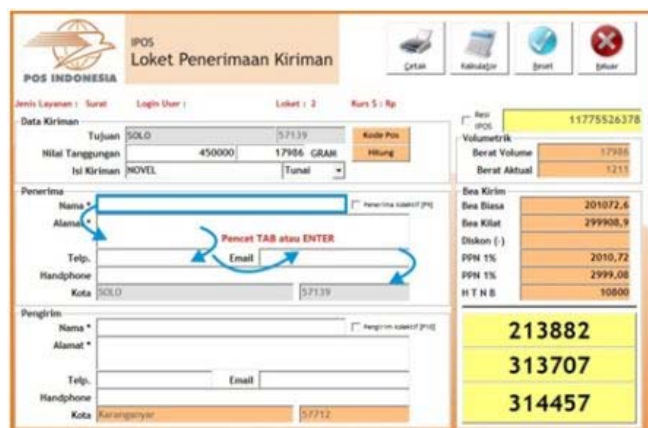 POS INDONESIA
IPOS
Loket Penerimaan Kiriman
Cetak
Kalkulator
Reset
Keluar
Jenis Layanan : Surat Login User : Loket : 2 Kurs $ : Rp
Data Kiriman
Tujuan SOLO 57139 Kode Pos
Nilai Tanggungan 450000 17986 GRAM Hitung
Isi Kiriman NOVEL Tunai
Resi IPOS 11775526378
Volumetrik
Berat Volume 17986
Berat Aktual 1211
Penerima
Nama * Penerima Kolektif [F9]
Alamat *
Pencet TAB atau ENTER
Telp. Email
Handphone
Kota SOLO 57139
Bea Kirim
Bea Biasa 201072,6
Bea Kilat 299908,9
Diskon (-)
PPN 1% 2010,72
PPN 1% 2999,08
H T N B 10800
Pengirim
Nama * Pengirim Kolektif [F10]
Alamat *
Telp. Email
Handphone
Kota Karanganyar 57712
213882
313707
314457